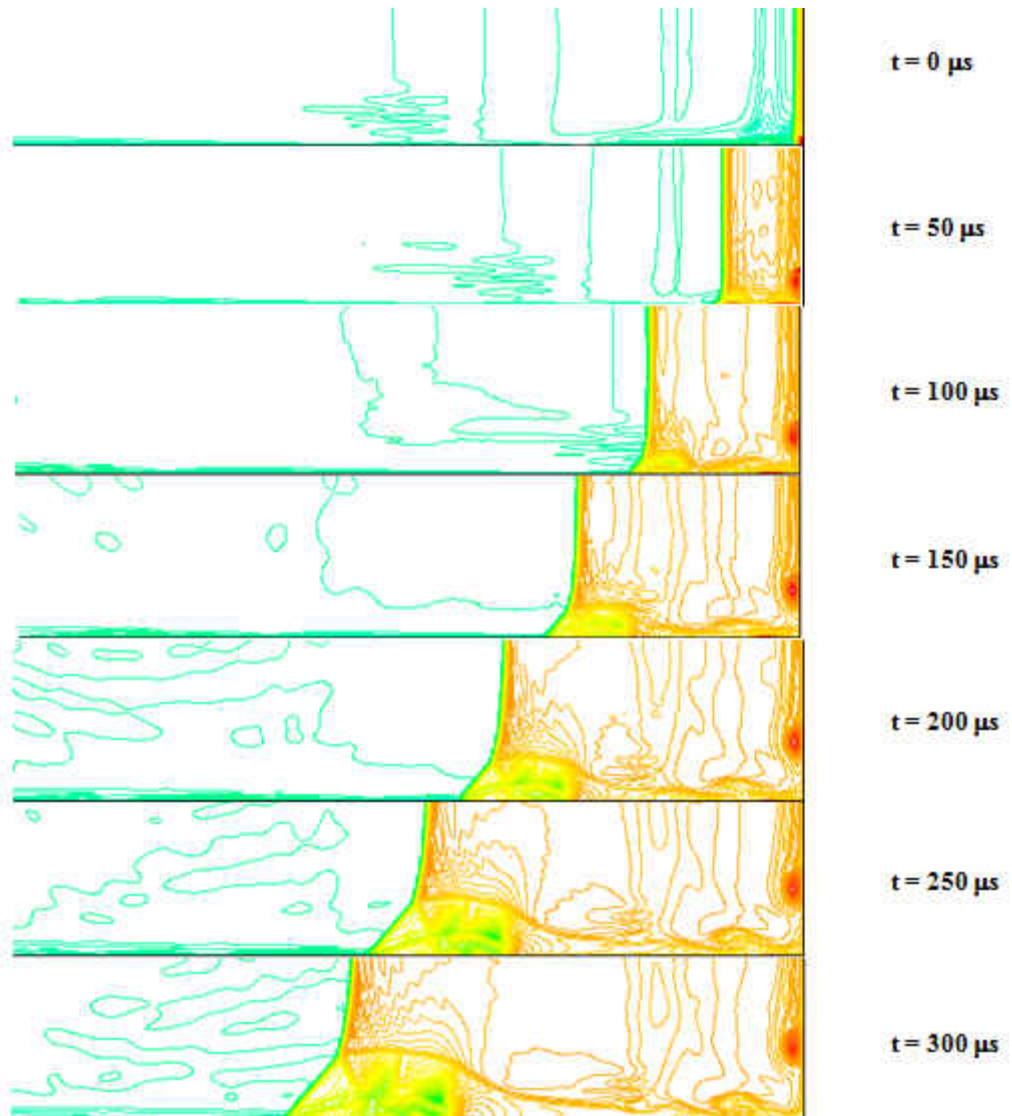 t = 0 μs
t = 50 μs
t = 100 μs
t = 150 μs
t = 200 μs
t = 250 μs
t = 300 μs